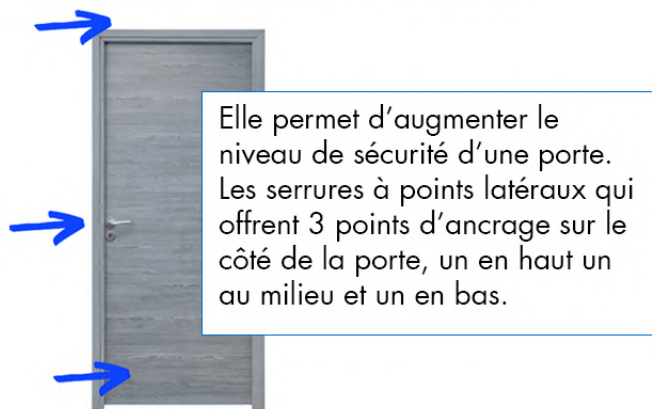 Elle permet d'augmenter le
niveau de sécurité d'une porte.
Les serrures à points latéraux qui
offrent 3 points d'ancrage sur le
côté de la porte, un en haut un
au milieu et un en bas.